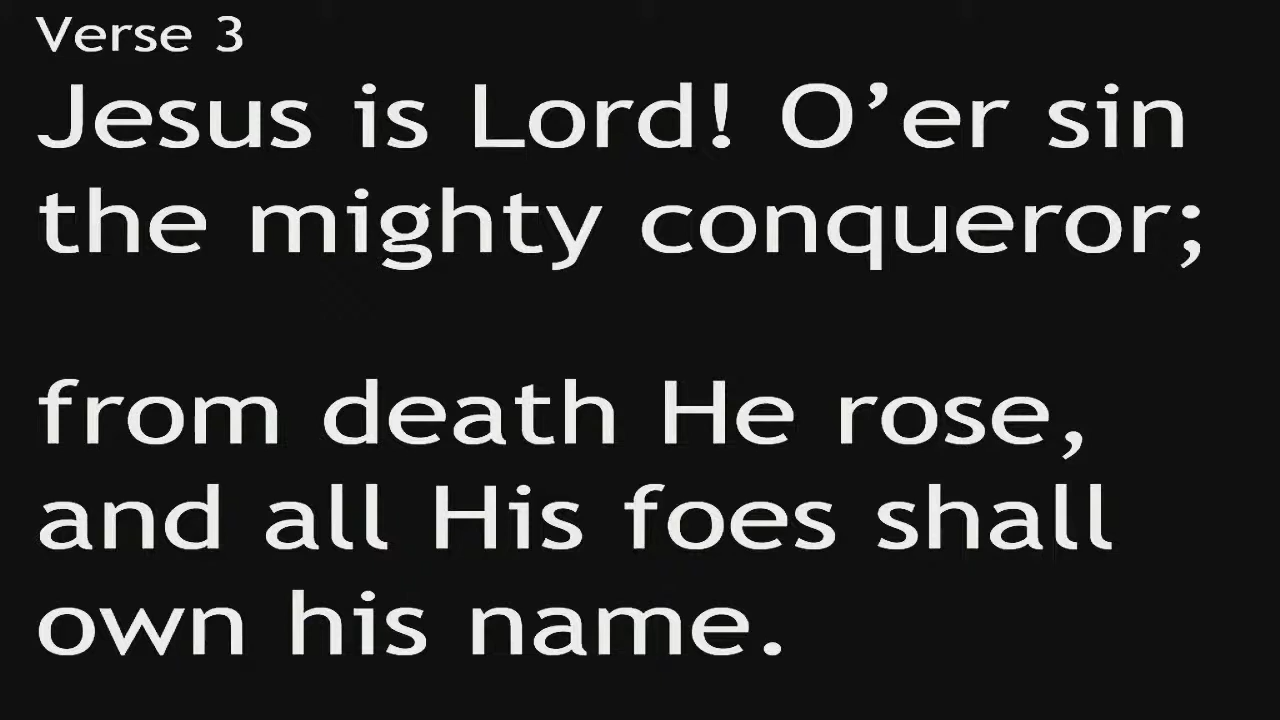 Verse 3
Jesus is Lord! O’er sin
the mighty conqueror;
from death He rose,
and all His foes shall
own his name.